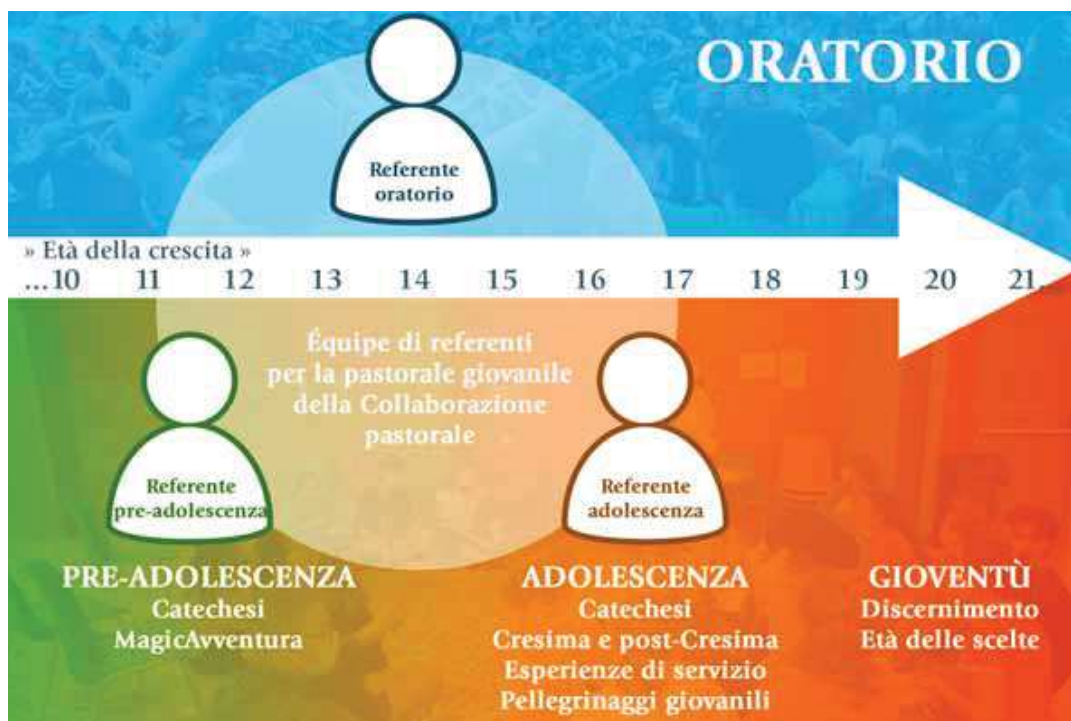 ORATORIO
Referente
oratorio
» Età della crescita »
...10 11 12 13 14 15 16 17 18 19 20 21...
Équipe di referenti
per la pastorale giovanile
della Collaborazione
pastorale
Referente
pre-adolescenza
Referente
adolescenza
PRE-ADOLESCENZA
Catechesi
MagicAvventura
ADOLESCENZA
Catechesi
Cresima e post-Cresima
Esperienze di servizio
Pellegrinaggi giovanili
GIOVENTÙ
Discernimento
Età delle scelte